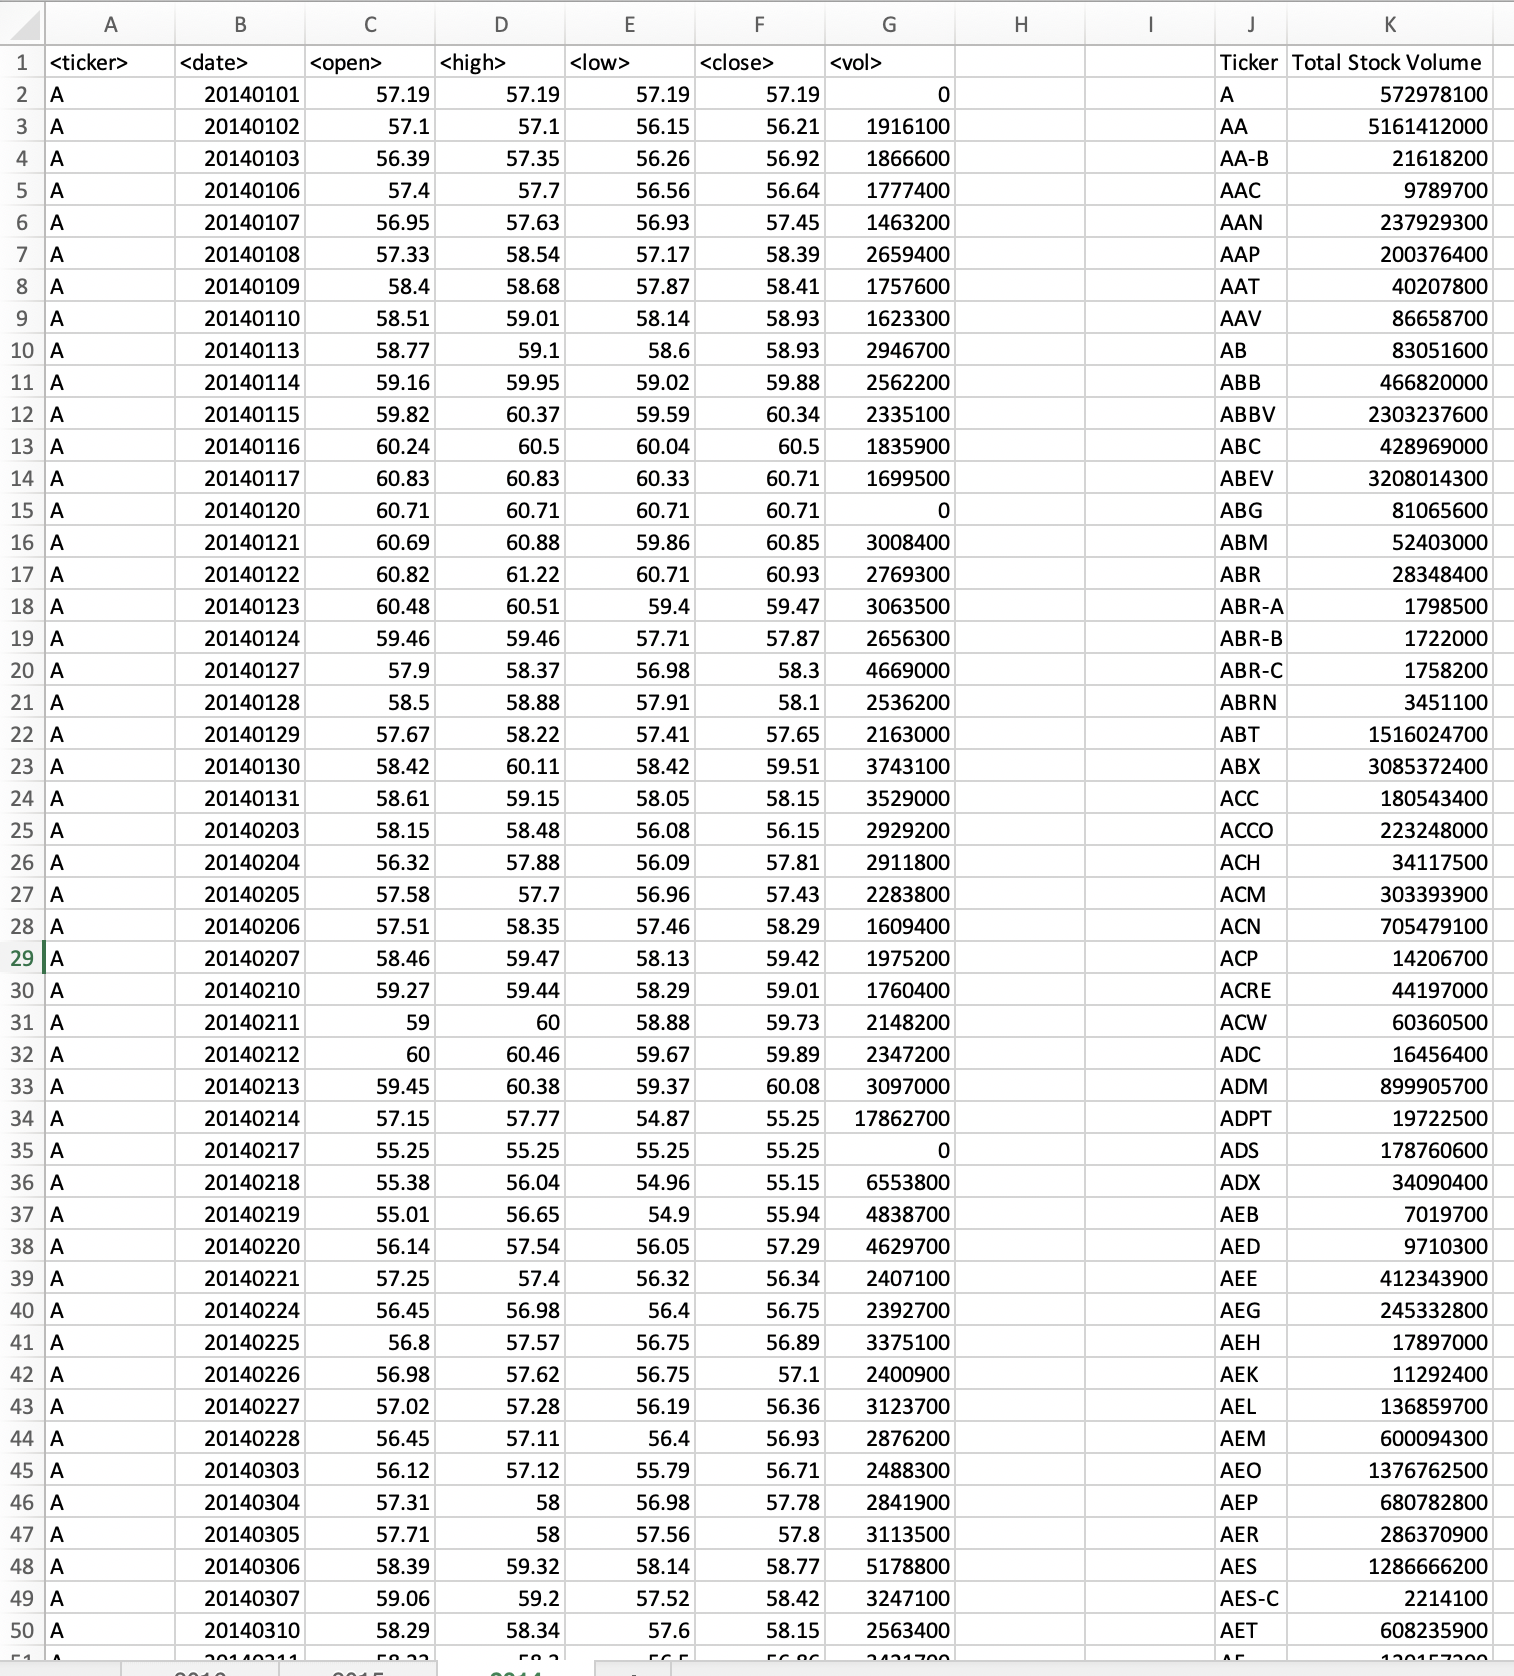 A B C D E F G H I J K
1 <ticker> <date> <open> <high> <low> <close> <vol> Ticker Total Stock Volume
2 A 20140101 57.19 57.19 57.19 57.19 0 A 572978100
3 A 20140102 57.1 57.1 56.15 56.21 1916100 AA 5161412000
4 A 20140103 56.39 57.35 56.26 56.92 1866600 AA-B 21618200
5 A 20140106 57.4 57.7 56.56 56.64 1777400 AAC 9789700
6 A 20140107 56.95 57.63 56.93 57.45 1463200 AAN 237929300
7 A 20140108 57.33 58.54 57.17 58.39 2659400 AAP 200376400
8 A 20140109 58.4 58.68 57.87 58.41 1757600 AAT 40207800
9 A 20140110 58.51 59.01 58.14 58.93 1623300 AAV 86658700
10 A 20140113 58.77 59.1 58.6 58.93 2946700 AB 83051600
11 A 20140114 59.16 59.95 59.02 59.88 2562200 ABB 466820000
12 A 20140115 59.82 60.37 59.59 60.34 2335100 ABBV 2303237600
13 A 20140116 60.24 60.5 60.04 60.5 1835900 ABC 428969000
14 A 20140117 60.83 60.83 60.33 60.71 1699500 ABEV 3208014300
15 A 20140120 60.71 60.71 60.71 60.71 0 ABG 81065600
16 A 20140121 60.69 60.88 59.86 60.85 3008400 ABM 52403000
17 A 20140122 60.82 61.22 60.71 60.93 2769300 ABR 28348400
18 A 20140123 60.48 60.51 59.4 59.47 3063500 ABR-A 1798500
19 A 20140124 59.46 59.46 57.71 57.87 2656300 ABR-B 1722000
20 A 20140127 57.9 58.37 56.98 58.3 4669000 ABR-C 1758200
21 A 20140128 58.5 58.88 57.91 58.1 2536200 ABRN 3451100
22 A 20140129 57.67 58.22 57.41 57.65 2163000 ABT 1516024700
23 A 20140130 58.42 60.11 58.42 59.51 3743100 ABX 3085372400
24 A 20140131 58.61 59.15 58.05 58.15 3529000 ACC 180543400
25 A 20140203 58.15 58.48 56.08 56.15 2929200 ACCO 223248000
26 A 20140204 56.32 57.88 56.09 57.81 2911800 ACH 34117500
27 A 20140205 57.58 57.7 56.96 57.43 2283800 ACM 303393900
28 A 20140206 57.51 58.35 57.46 58.29 1609400 ACN 705479100
29 A 20140207 58.46 59.47 58.13 59.42 1975200 ACP 14206700
30 A 20140210 59.27 59.44 58.29 59.01 1760400 ACRE 44197000
31 A 20140211 59 60 58.88 59.73 2148200 ACW 60360500
32 A 20140212 60 60.46 59.67 59.89 2347200 ADC 16456400
33 A 20140213 59.45 60.38 59.37 60.08 3097000 ADM 899905700
34 A 20140214 57.15 57.77 54.87 55.25 17862700 ADPT 19722500
35 A 20140217 55.25 55.25 55.25 55.25 0 ADS 178760600
36 A 20140218 55.38 56.04 54.96 55.15 6553800 ADX 34090400
37 A 20140219 55.01 56.65 54.9 55.94 4838700 AEB 7019700
38 A 20140220 56.14 57.54 56.05 57.29 4629700 AED 9710300
39 A 20140221 57.25 57.4 56.32 56.34 2407100 AEE 412343900
40 A 20140224 56.45 56.98 56.4 56.75 2392700 AEG 245332800
41 A 20140225 56.8 57.57 56.75 56.89 3375100 AEH 17897000
42 A 20140226 56.98 57.62 56.75 57.1 2400900 AEK 11292400
43 A 20140227 57.02 57.28 56.19 56.36 3123700 AEL 136859700
44 A 20140228 56.45 57.11 56.4 56.93 2876200 AEM 600094300
45 A 20140303 56.12 57.12 55.79 56.71 2488300 AEO 1376762500
46 A 20140304 57.31 58 56.98 57.78 2841900 AEP 680782800
47 A 20140305 57.71 58 57.56 57.8 3113500 AER 286370900
48 A 20140306 58.39 59.32 58.14 58.77 5178800 AES 1286666200
49 A 20140307 59.06 59.2 57.52 58.42 3247100 AES-C 2214100
50 A 20140310 58.29 58.34 57.6 58.15 2563400 AET 608235900